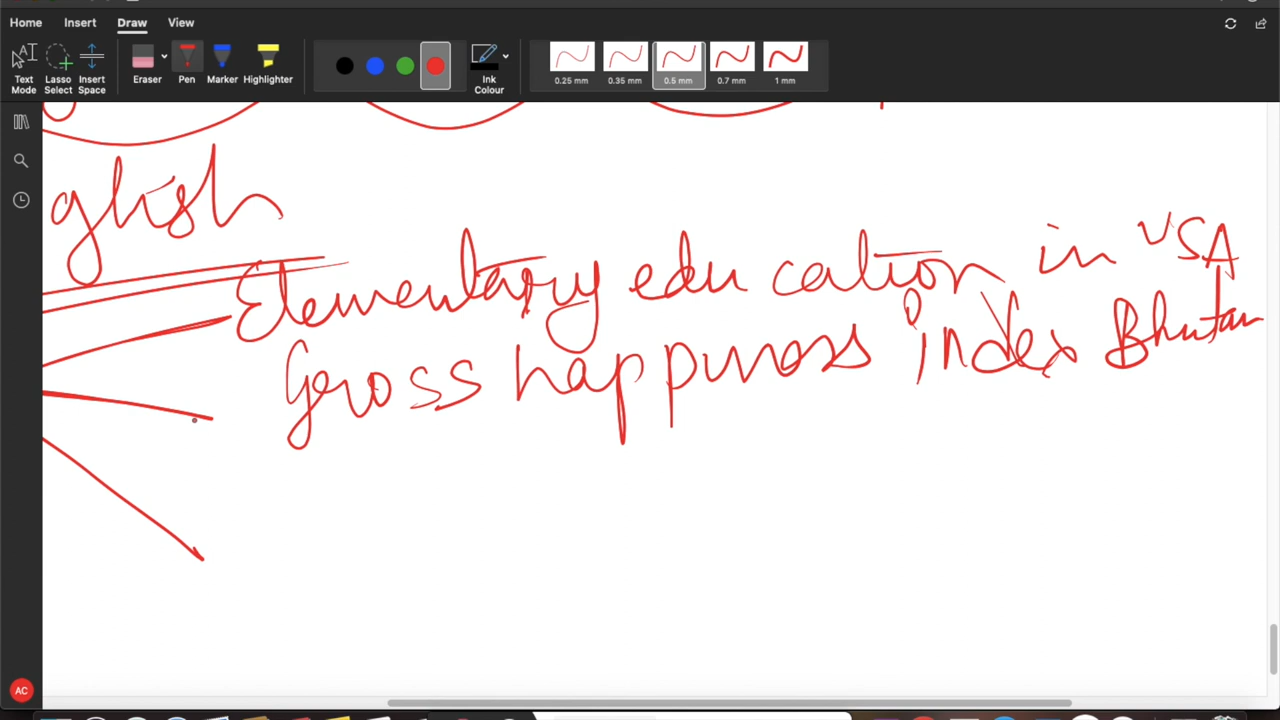 Home Insert Draw View
Text Mode Lasso Select Insert Space Eraser Pen Marker Highlighter Ink Colour 0.25 mm 0.35 mm 0.5 mm 0.7 mm 1 mm
glish
Elementary education in USA
Gross happiness index Bhutan
AC